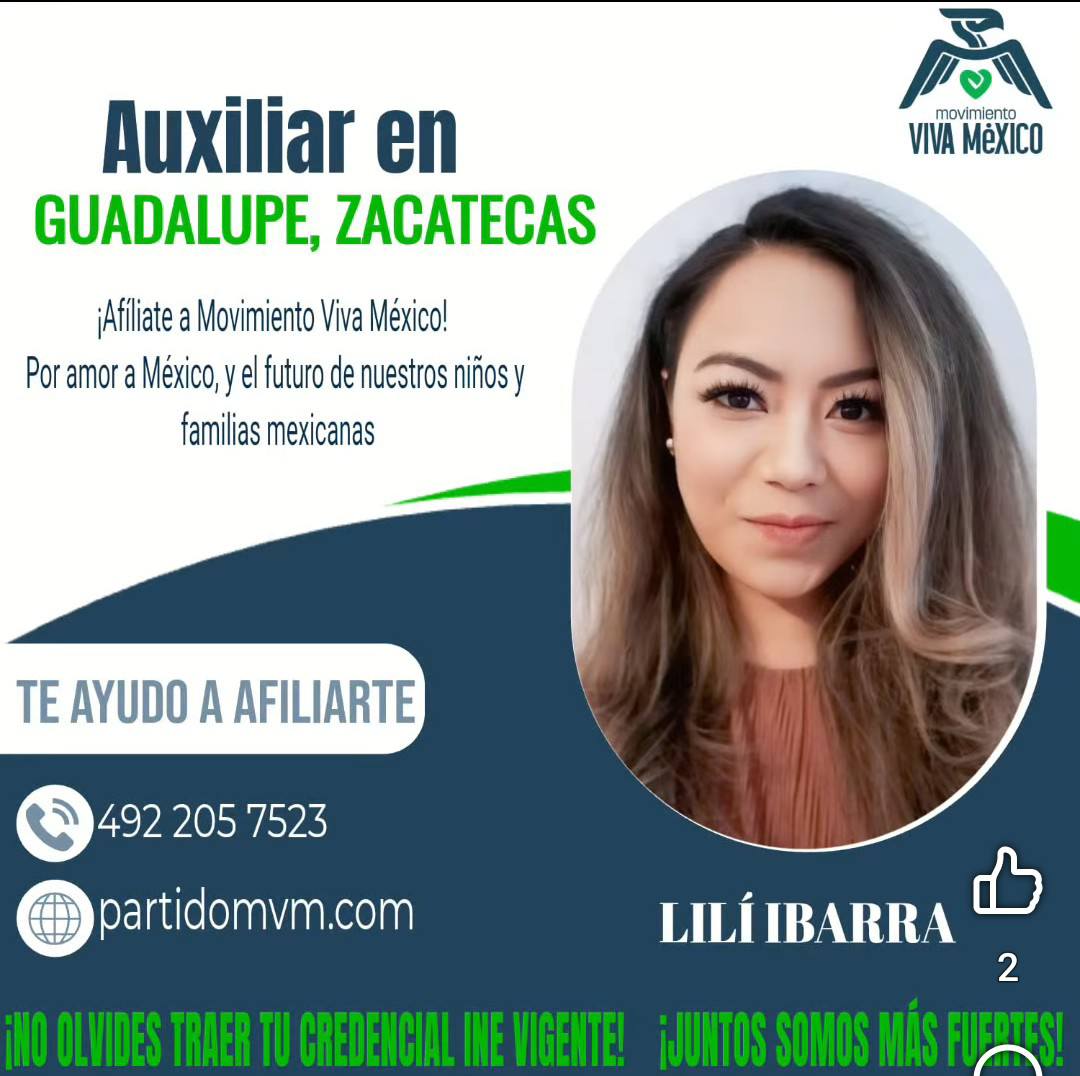 movimiento
VIVA MéXICO
Auxiliar en
GUADALUPE, ZACATECAS
¡Afíliate a Movimiento Viva México!
Por amor a México, y el futuro de nuestros niños y
familias mexicanas
TE AYUDO A AFILIARTE
492 205 7523
partidomvm.com
LILÍ IBARRA
2
¡NO OLVIDES TRAER TU CREDENCIAL INE VIGENTE! ¡JUNTOS SOMOS MÁS FUERTES!